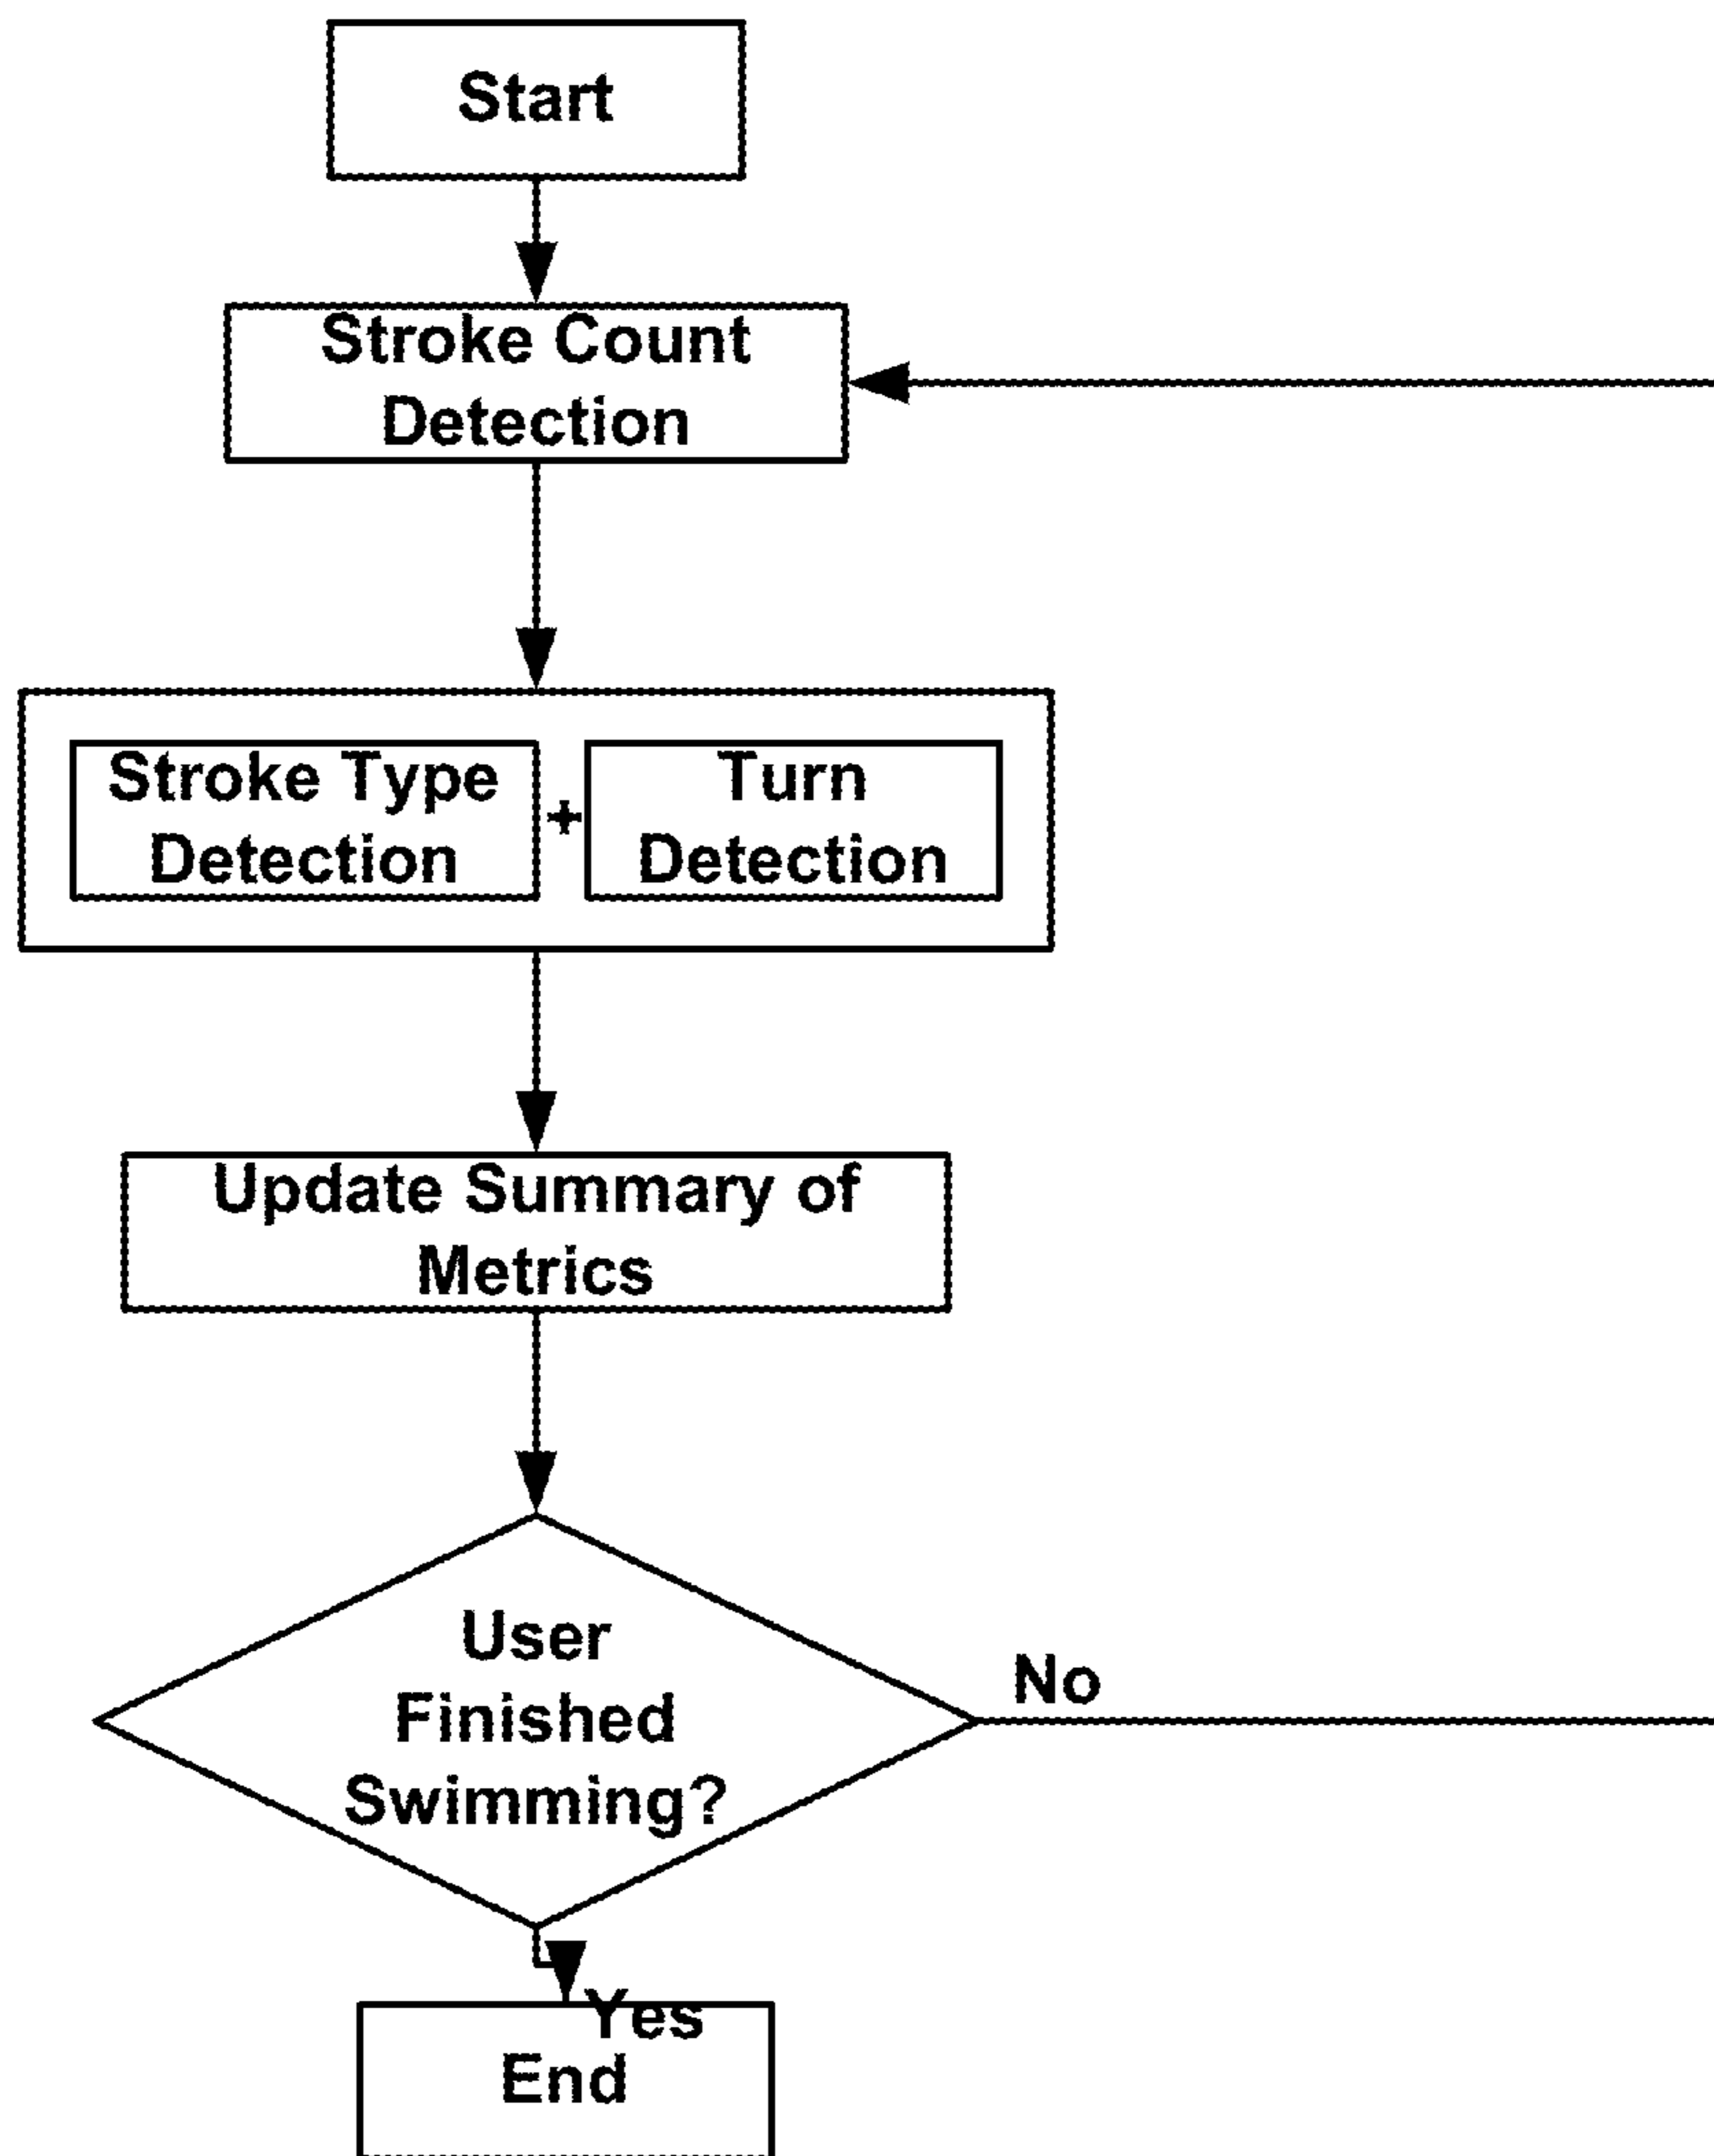 Start
Stroke Count
Detection
Stroke Type
Detection
+
Turn
Detection
Update Summary of
Metrics
User
Finished
Swimming?
No
Yes
End